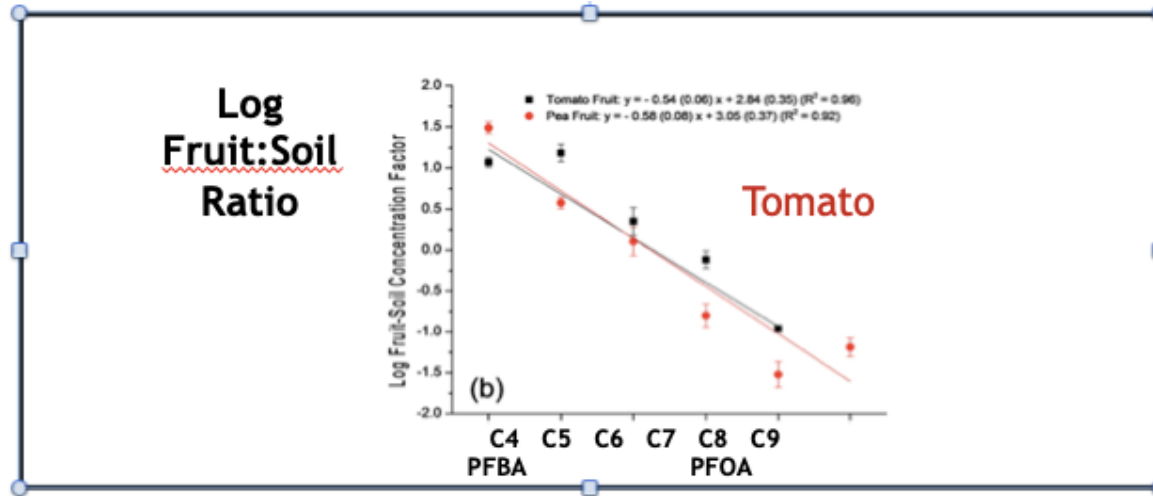 Log
Fruit:Soil
Ratio
Log Fruit-Soil Concentration Factor
2.0
1.5
1.0
0.5
0.0
-0.5
-1.0
-1.5
-2.0
Tomato Fruit: y = - 0.54 (0.06) x + 2.84 (0.35) (R² = 0.96)
Pea Fruit: y = - 0.58 (0.08) x + 3.05 (0.37) (R² = 0.92)
Tomato
(b)
C4 C5 C6 C7 C8 C9
PFBA PFOA